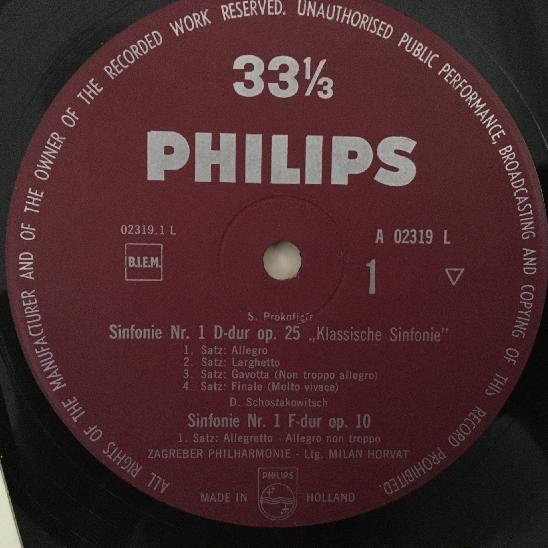 ALL RIGHTS OF THE MANUFACTURER AND OF THE OWNER OF THE RECORDED WORK RESERVED. UNAUTHORISED PUBLIC PERFORMANCE, BROADCASTING AND COPYING OF THIS RECORD PROHIBITED
33⅓
PHILIPS
02319.1 L
A 02319 L
B.I.E.M.
1
S. Prokofieff
Sinfonie Nr. 1 D-dur op. 25 „Klassische Sinfonie"
1. Satz: Allegro
2. Satz: Larghetto
3. Satz: Gavotta (Non troppo allegro)
4. Satz: Finale (Molto vivace)
D. Schostakowitsch
Sinfonie Nr. 1 F-dur op. 10
1. Satz: Allegretto - Allegro non troppo
ZAGREBER PHILHARMONIE - Ltg. MILAN HORVAT
PHILIPS
MADE IN HOLLAND